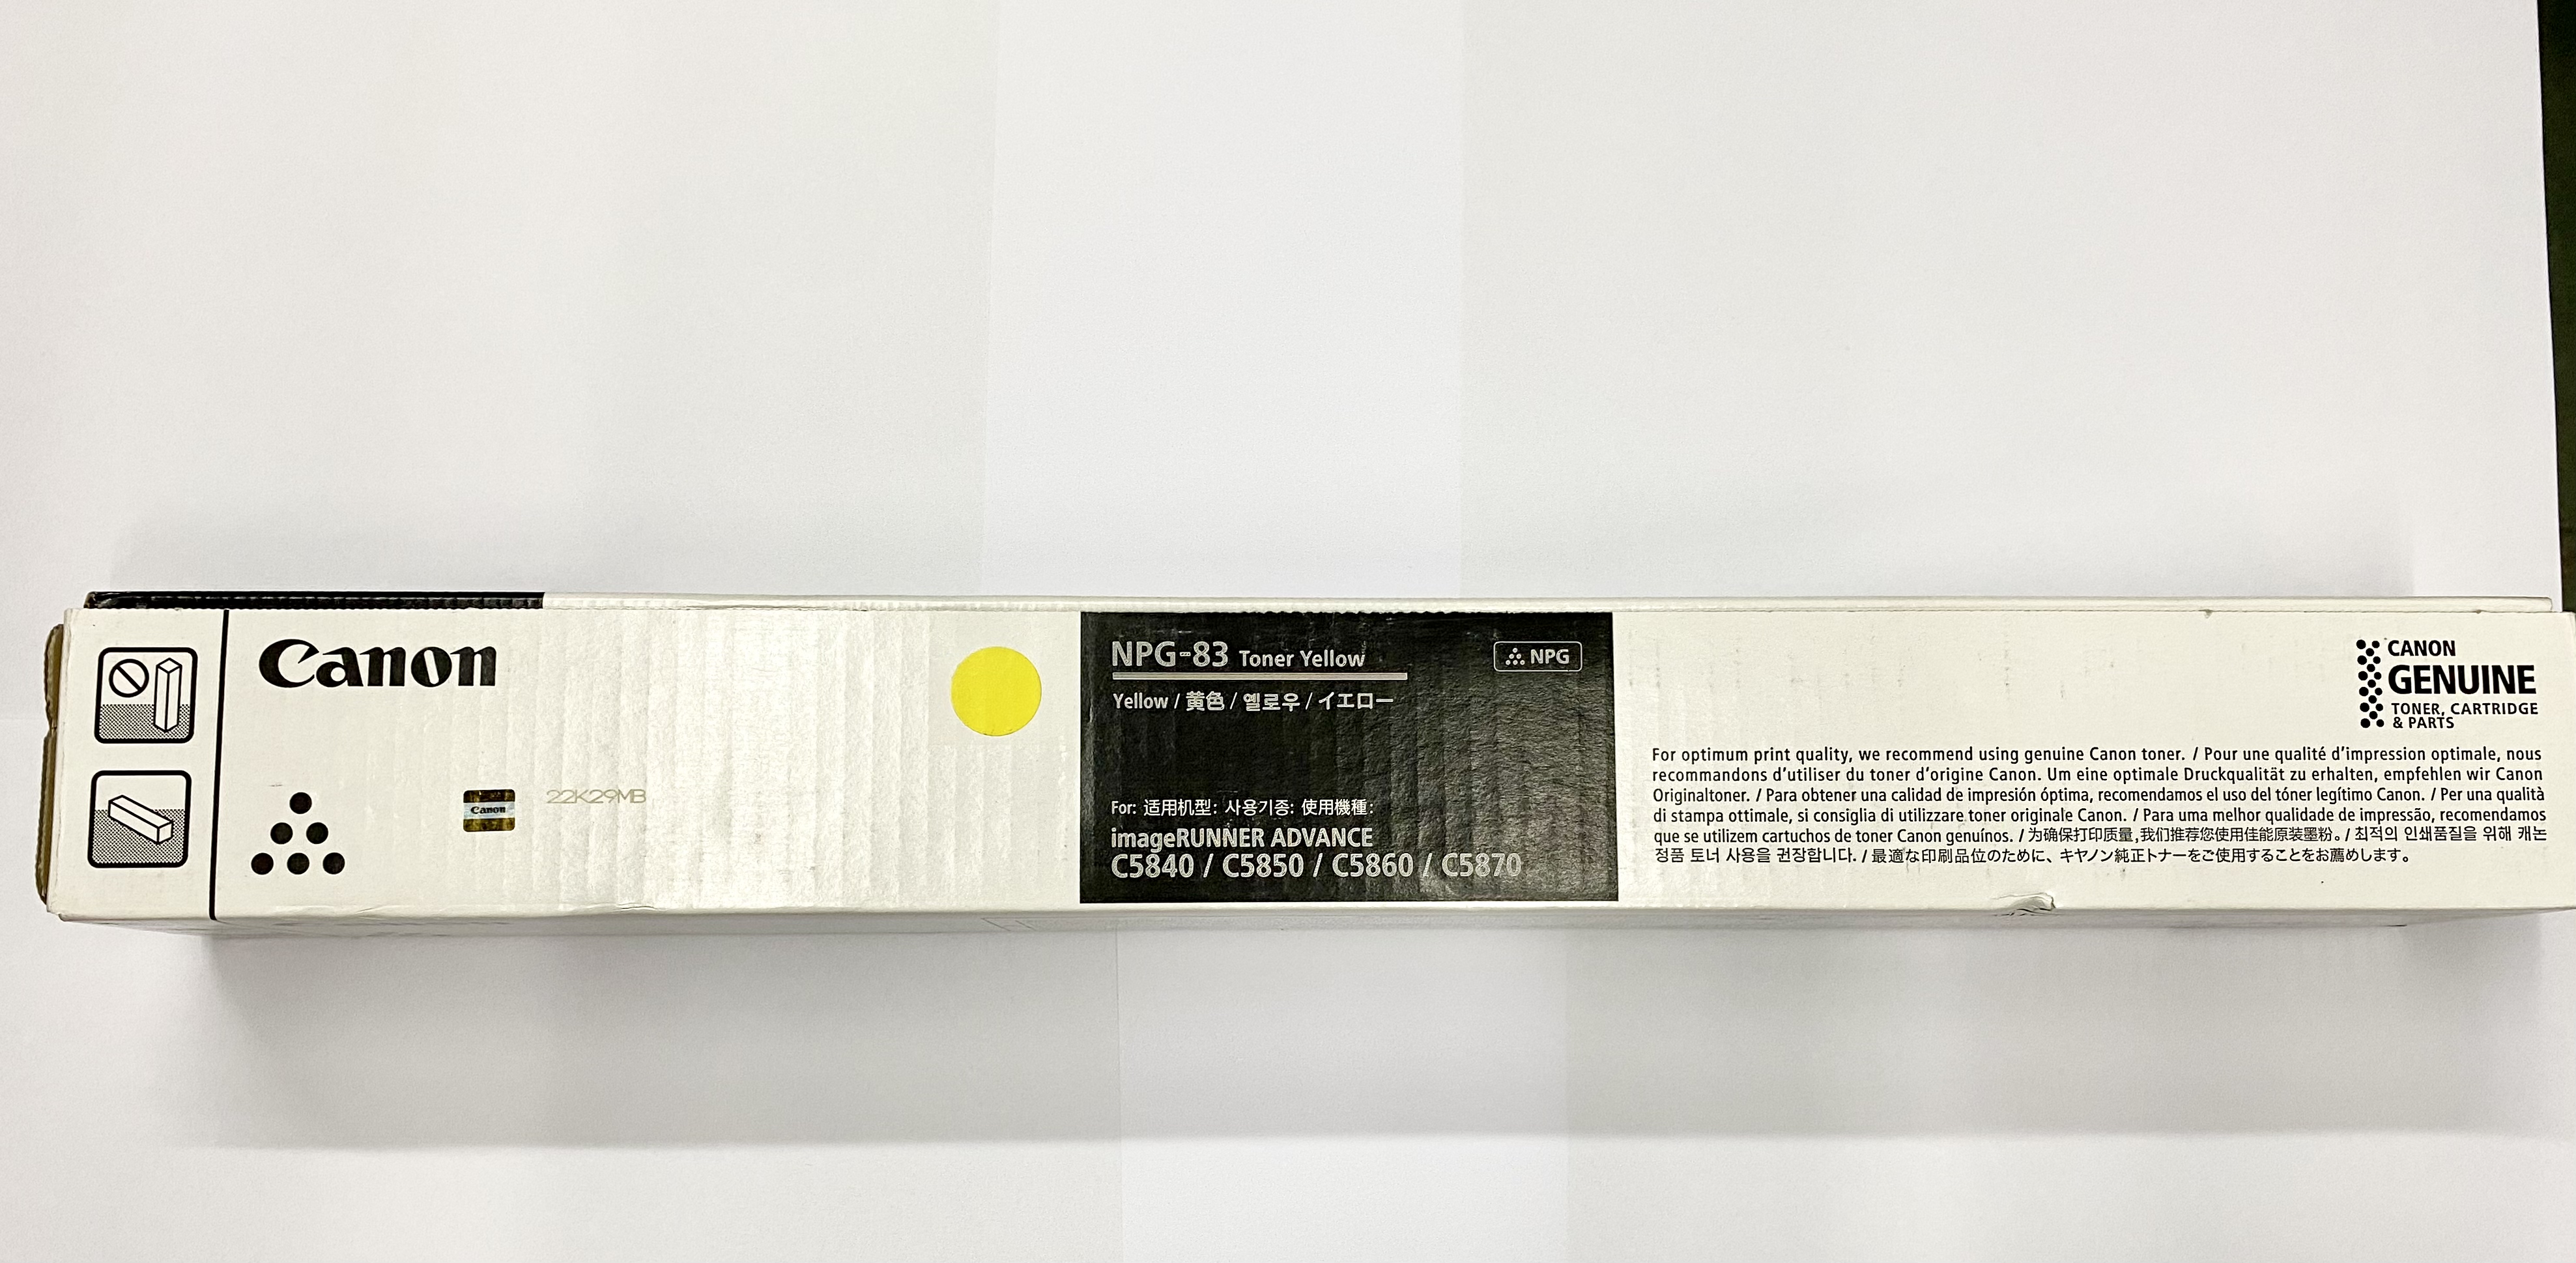 Canon
Canon
22K29MB
NPG-83 Toner Yellow
NPG
Yellow / 黄色 / 옐로우 / イエロー
For: 适用机型: 사용기종: 使用機種:
imageRUNNER ADVANCE
C5840 / C5850 / C5860 / C5870
CANON
GENUINE
TONER, CARTRIDGE
& PARTS
For optimum print quality, we recommend using genuine Canon toner. / Pour une qualité d'impression optimale, nous
recommandons d'utiliser du toner d'origine Canon. Um eine optimale Druckqualität zu erhalten, empfehlen wir Canon
Originaltoner. / Para obtener una calidad de impresión óptima, recomendamos el uso del tóner legítimo Canon. / Per una qualità
di stampa ottimale, si consiglia di utilizzare toner originale Canon. / Para uma melhor qualidade de impressão, recomendamos
que se utilizem cartuchos de toner Canon genuínos. / 为确保打印质量,我们推荐您使用佳能原装墨粉。/ 최적의 인쇄품질을 위해 캐논
정품 토너 사용을 권장합니다. / 最適な印刷品位のために、キヤノン純正トナーをご使用することをお薦めします。